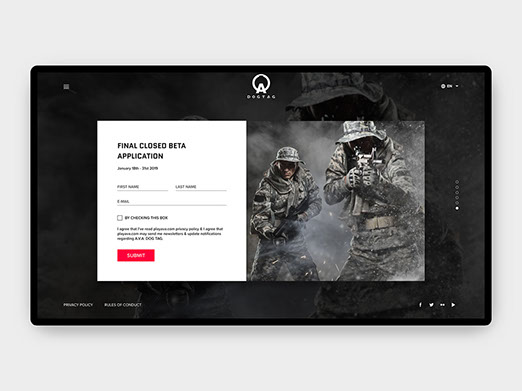 DOGTAG
EN
FINAL CLOSED BETA
APPLICATION
January 18th - 31st 2019
FIRST NAME
LAST NAME
E-MAIL
BY CHECKING THIS BOX
I agree that I've read playava.com privacy policy & I agree that
playava.com may send me newsletters & update notifications
regarding A.V.A: DOG TAG.
SUBMIT
PRIVACY POLICY
RULES OF CONDUCT